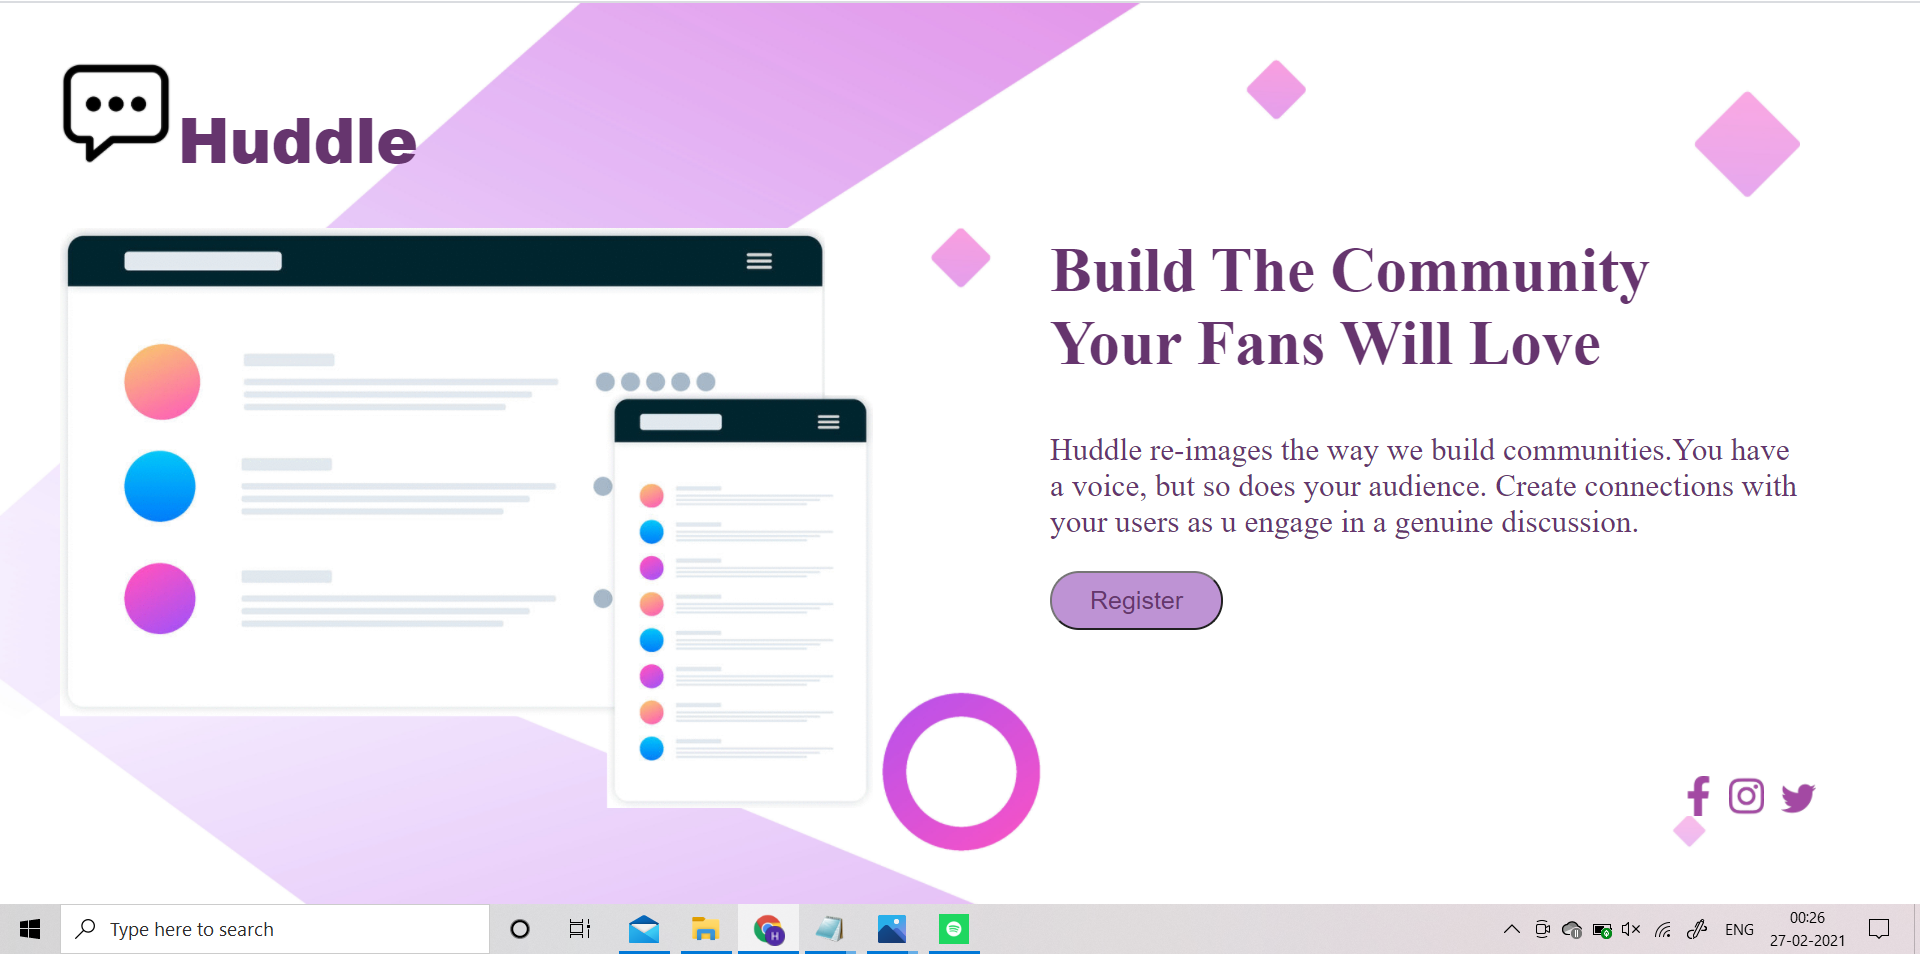 Huddle
Build The Community
Your Fans Will Love
Huddle re-images the way we build communities.You have
a voice, but so does your audience. Create connections with
your users as u engage in a genuine discussion.
Register
Type here to search
H
ENG
00:26
27-02-2021